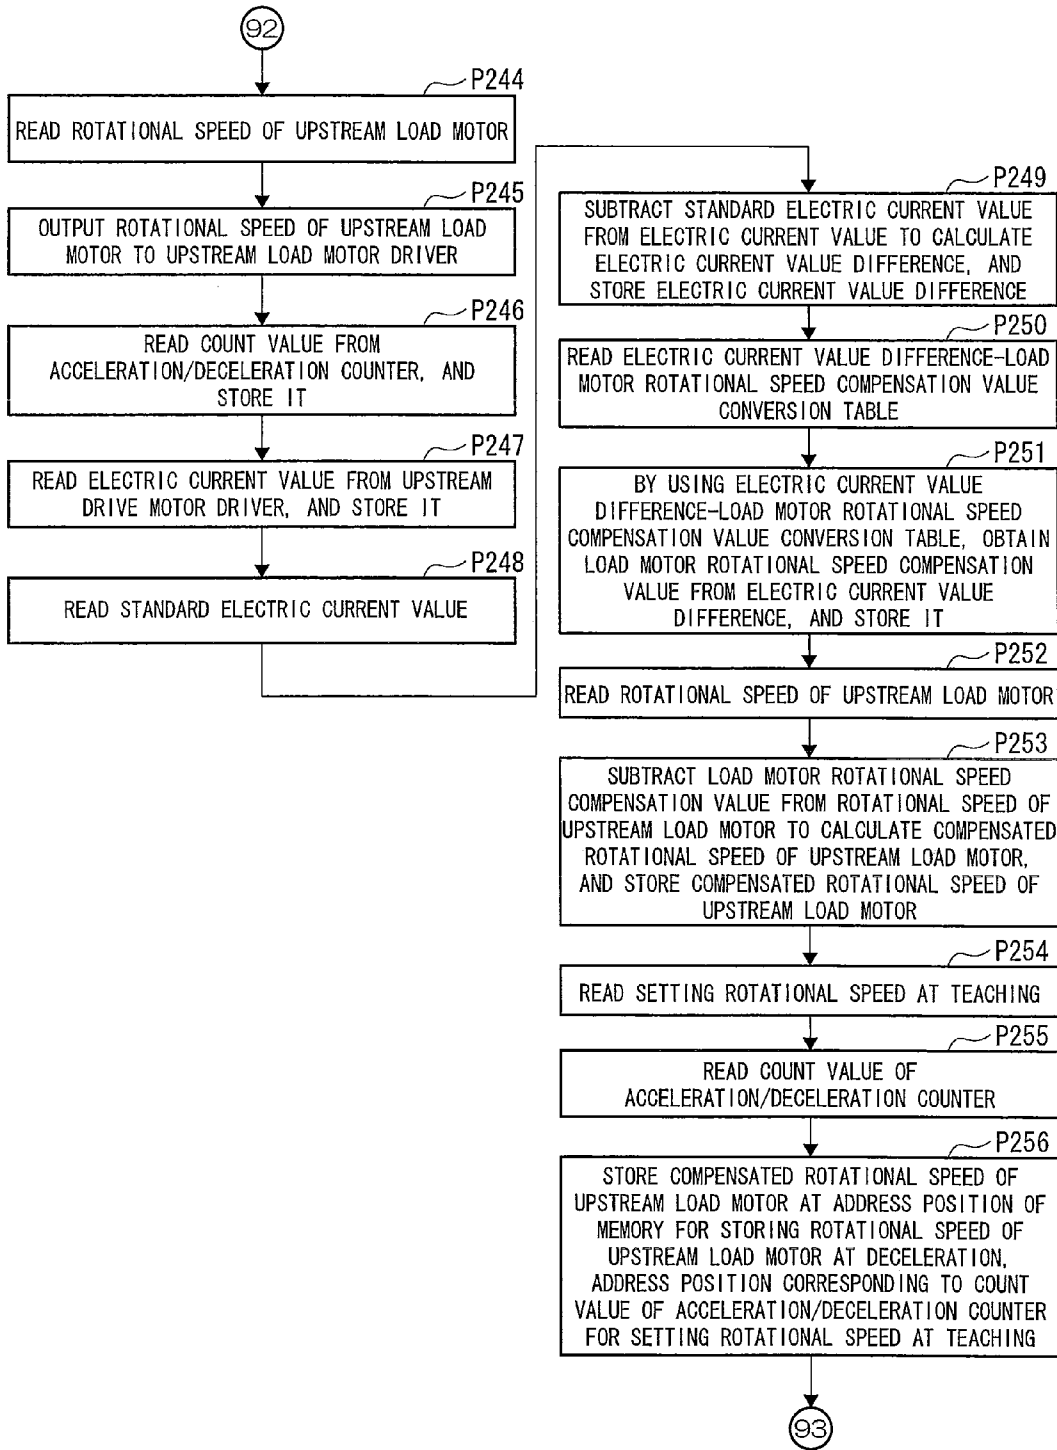 92
P244
READ ROTATIONAL SPEED OF UPSTREAM LOAD MOTOR
P245
OUTPUT ROTATIONAL SPEED OF UPSTREAM LOAD
MOTOR TO UPSTREAM LOAD MOTOR DRIVER
P246
READ COUNT VALUE FROM
ACCELERATION/DECELERATION COUNTER, AND
STORE IT
P247
READ ELECTRIC CURRENT VALUE FROM UPSTREAM
DRIVE MOTOR DRIVER, AND STORE IT
P248
READ STANDARD ELECTRIC CURRENT VALUE
P249
SUBTRACT STANDARD ELECTRIC CURRENT VALUE
FROM ELECTRIC CURRENT VALUE TO CALCULATE
ELECTRIC CURRENT VALUE DIFFERENCE, AND
STORE ELECTRIC CURRENT VALUE DIFFERENCE
P250
READ ELECTRIC CURRENT VALUE DIFFERENCE-LOAD
MOTOR ROTATIONAL SPEED COMPENSATION VALUE
CONVERSION TABLE
P251
BY USING ELECTRIC CURRENT VALUE
DIFFERENCE-LOAD MOTOR ROTATIONAL SPEED
COMPENSATION VALUE CONVERSION TABLE, OBTAIN
LOAD MOTOR ROTATIONAL SPEED COMPENSATION
VALUE FROM ELECTRIC CURRENT VALUE
DIFFERENCE, AND STORE IT
P252
READ ROTATIONAL SPEED OF UPSTREAM LOAD MOTOR
P253
SUBTRACT LOAD MOTOR ROTATIONAL SPEED
COMPENSATION VALUE FROM ROTATIONAL SPEED OF
UPSTREAM LOAD MOTOR TO CALCULATE COMPENSATED
ROTATIONAL SPEED OF UPSTREAM LOAD MOTOR,
AND STORE COMPENSATED ROTATIONAL SPEED OF
UPSTREAM LOAD MOTOR
P254
READ SETTING ROTATIONAL SPEED AT TEACHING
P255
READ COUNT VALUE OF
ACCELERATION/DECELERATION COUNTER
P256
STORE COMPENSATED ROTATIONAL SPEED OF
UPSTREAM LOAD MOTOR AT ADDRESS POSITION OF
MEMORY FOR STORING ROTATIONAL SPEED OF
UPSTREAM LOAD MOTOR AT DECELERATION,
ADDRESS POSITION CORRESPONDING TO COUNT
VALUE OF ACCELERATION/DECELERATION COUNTER
FOR SETTING ROTATIONAL SPEED AT TEACHING
93